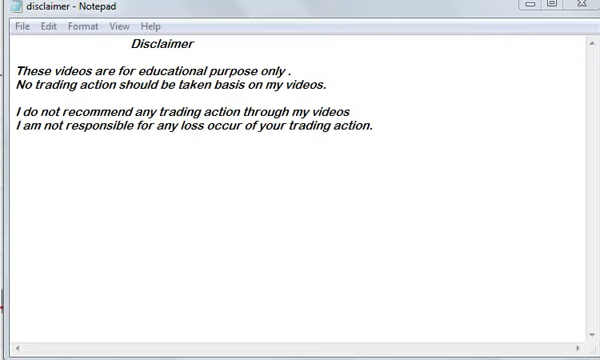 disclaimer - Notepad
File Edit Format View Help
Disclaimer
These videos are for educational purpose only .
No trading action should be taken basis on my videos.
I do not recommend any trading action through my videos
I am not responsible for any loss occur of your trading action.